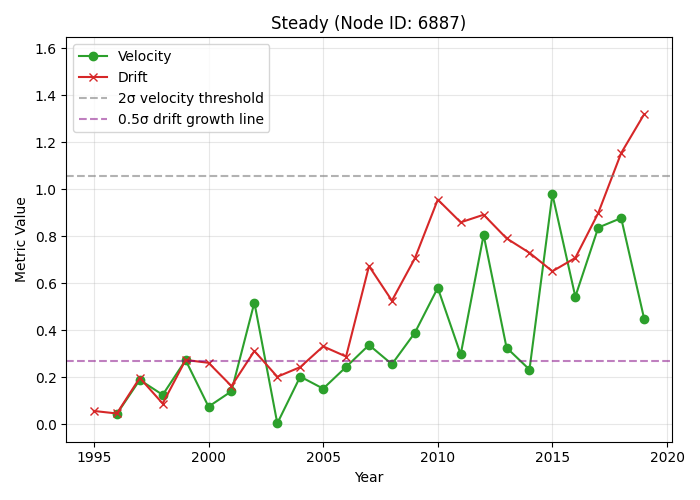 Steady (Node ID: 6887)
Velocity
Drift
2σ velocity threshold
0.5σ drift growth line
Metric Value
1.6
1.4
1.2
1.0
0.8
0.6
0.4
0.2
0.0
1995 2000 2005 2010 2015 2020
Year